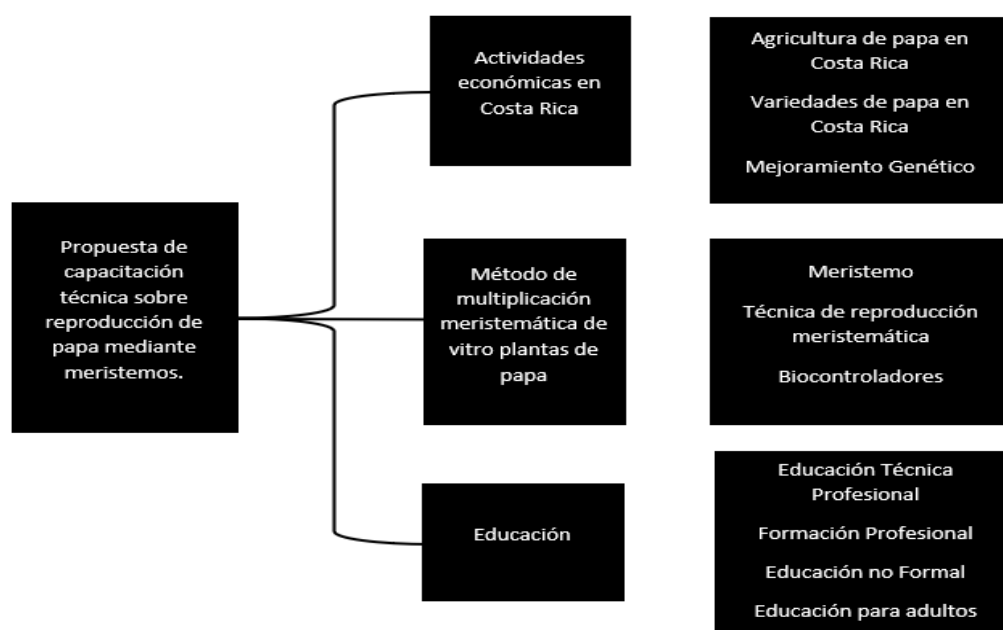 Propuesta de
capacitación
técnica sobre
reproducción de
papa mediante
meristemos.
Actividades
económicas en
Costa Rica
Agricultura de papa en
Costa Rica
Variedades de papa en
Costa Rica
Mejoramiento Genético
Método de
multiplicación
meristemática de
vitro plantas de
papa
Meristemo
Técnica de reproducción
meristemática
Biocontroladores
Educación
Educación Técnica
Profesional
Formación Profesional
Educación no Formal
Educación para adultos